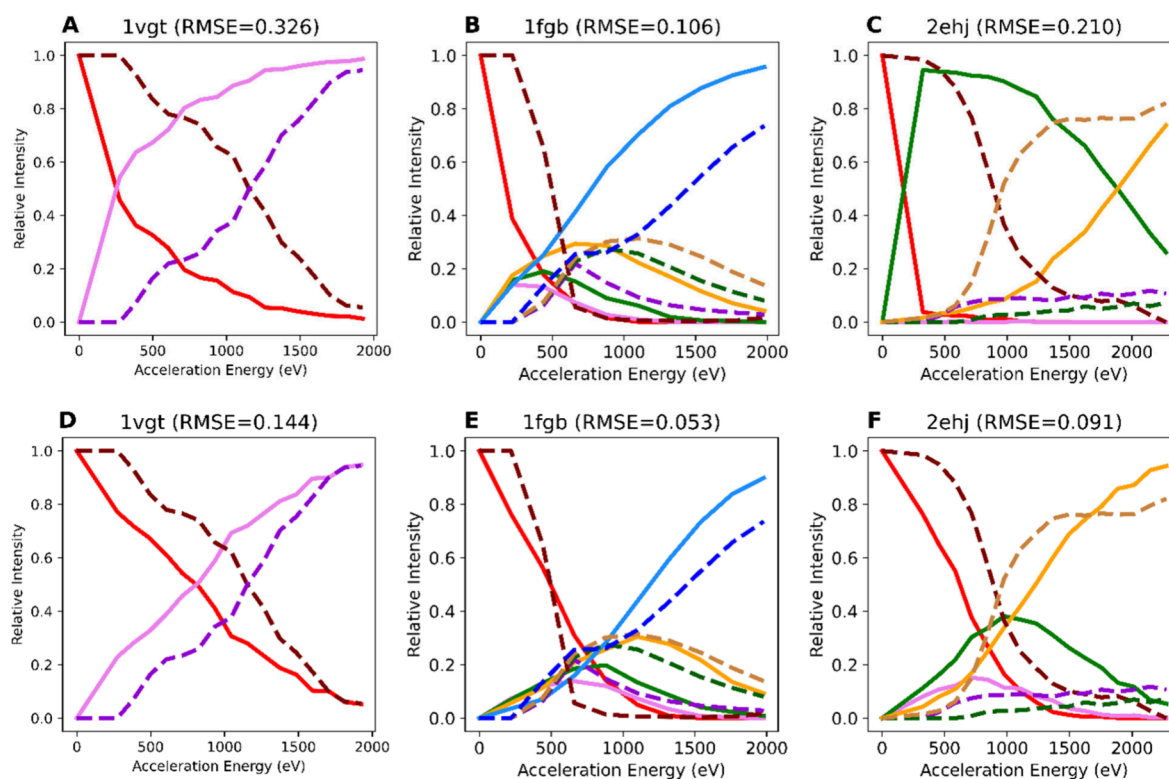 A 1vgt (RMSE=0.326)
1.0
0.8
0.6
0.4
0.2
0.0
Relative Intensity
0 500 1000 1500 2000
Acceleration Energy (eV)
B 1fgb (RMSE=0.106)
1.0
0.8
0.6
0.4
0.2
0.0
Relative Intensity
0 500 1000 1500 2000
Acceleration Energy (eV)
C 2ehj (RMSE=0.210)
1.0
0.8
0.6
0.4
0.2
0.0
Relative Intensity
0 500 1000 1500 2000
Acceleration Energy (eV)
D 1vgt (RMSE=0.144)
1.0
0.8
0.6
0.4
0.2
0.0
Relative Intensity
0 500 1000 1500 2000
Acceleration Energy (eV)
E 1fgb (RMSE=0.053)
1.0
0.8
0.6
0.4
0.2
0.0
Relative Intensity
0 500 1000 1500 2000
Acceleration Energy (eV)
F 2ehj (RMSE=0.091)
1.0
0.8
0.6
0.4
0.2
0.0
Relative Intensity
0 500 1000 1500 2000
Acceleration Energy (eV)